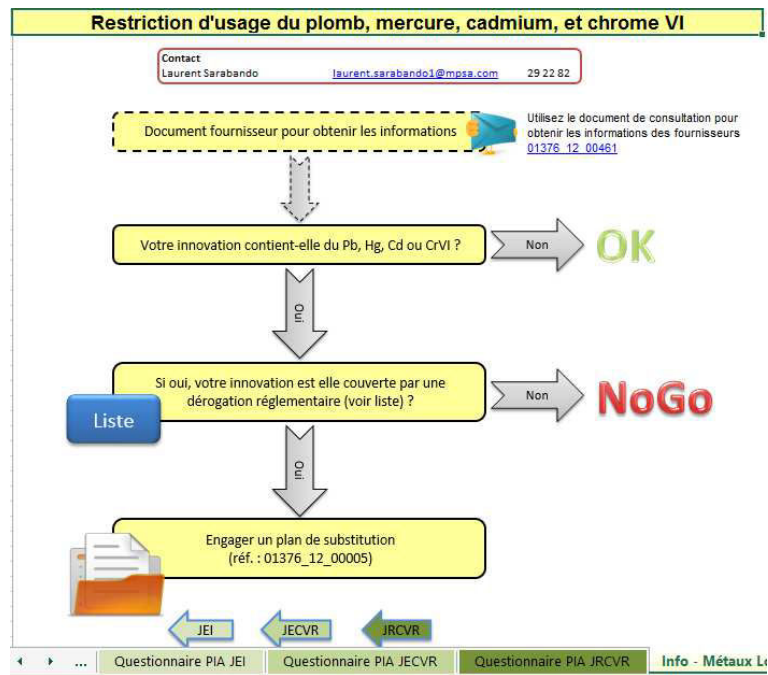 Restriction d'usage du plomb, mercure, cadmium, et chrome VI
Contact
Laurent Sarabando laurent.sarabando1@mpsa.com 29 22 82
Document fournisseur pour obtenir les informations
Utilisez le document de consultation pour
obtenir les informations des fournisseurs
01376_12_00461
Votre innovation contient-elle du Pb, Hg, Cd ou CrVI ?
Non
OK
Oui
Si oui, votre innovation est elle couverte par une
dérogation réglementaire (voir liste) ?
Non
NoGo
Liste
Oui
Engager un plan de substitution
(réf. : 01376_12_00005)
JEI
JECVR
JRCVR
... Questionnaire PIA JEI Questionnaire PIA JECVR Questionnaire PIA JRCVR Info - Métaux Lo